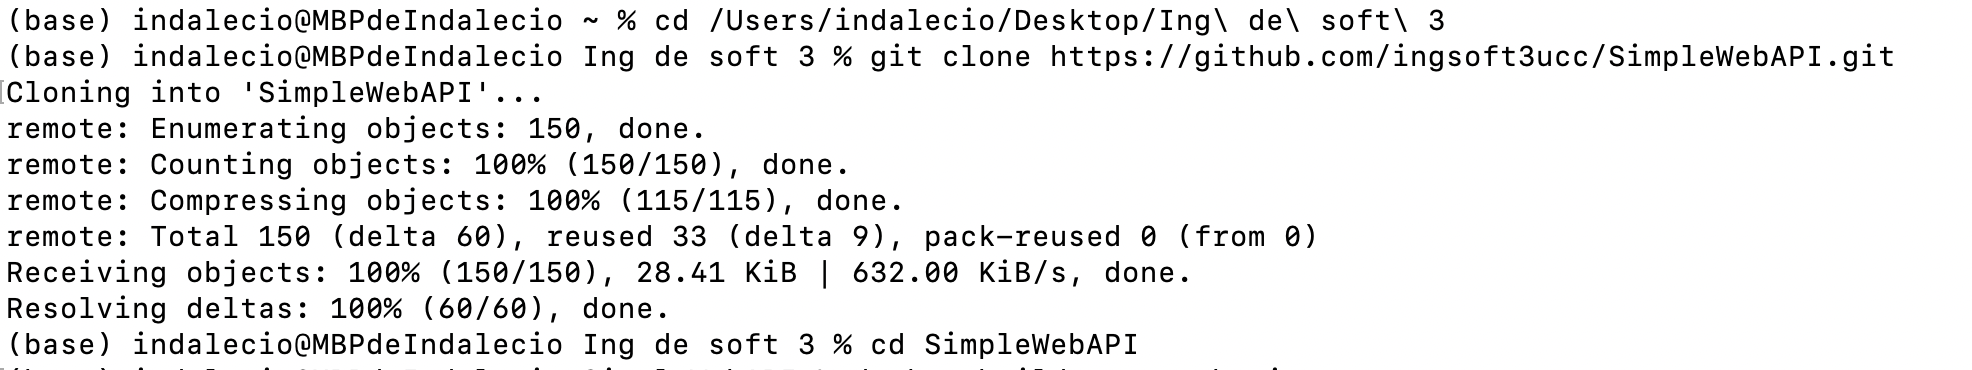 (base) indalecio@MBPdeIndalecio ~ % cd /Users/indalecio/Desktop/Ing\ de\ soft\ 3
(base) indalecio@MBPdeIndalecio Ing de soft 3 % git clone https://github.com/ingsoft3ucc/SimpleWebAPI.git
Cloning into 'SimpleWebAPI'...
remote: Enumerating objects: 150, done.
remote: Counting objects: 100% (150/150), done.
remote: Compressing objects: 100% (115/115), done.
remote: Total 150 (delta 60), reused 33 (delta 9), pack-reused 0 (from 0)
Receiving objects: 100% (150/150), 28.41 KiB | 632.00 KiB/s, done.
Resolving deltas: 100% (60/60), done.
(base) indalecio@MBPdeIndalecio Ing de soft 3 % cd SimpleWebAPI